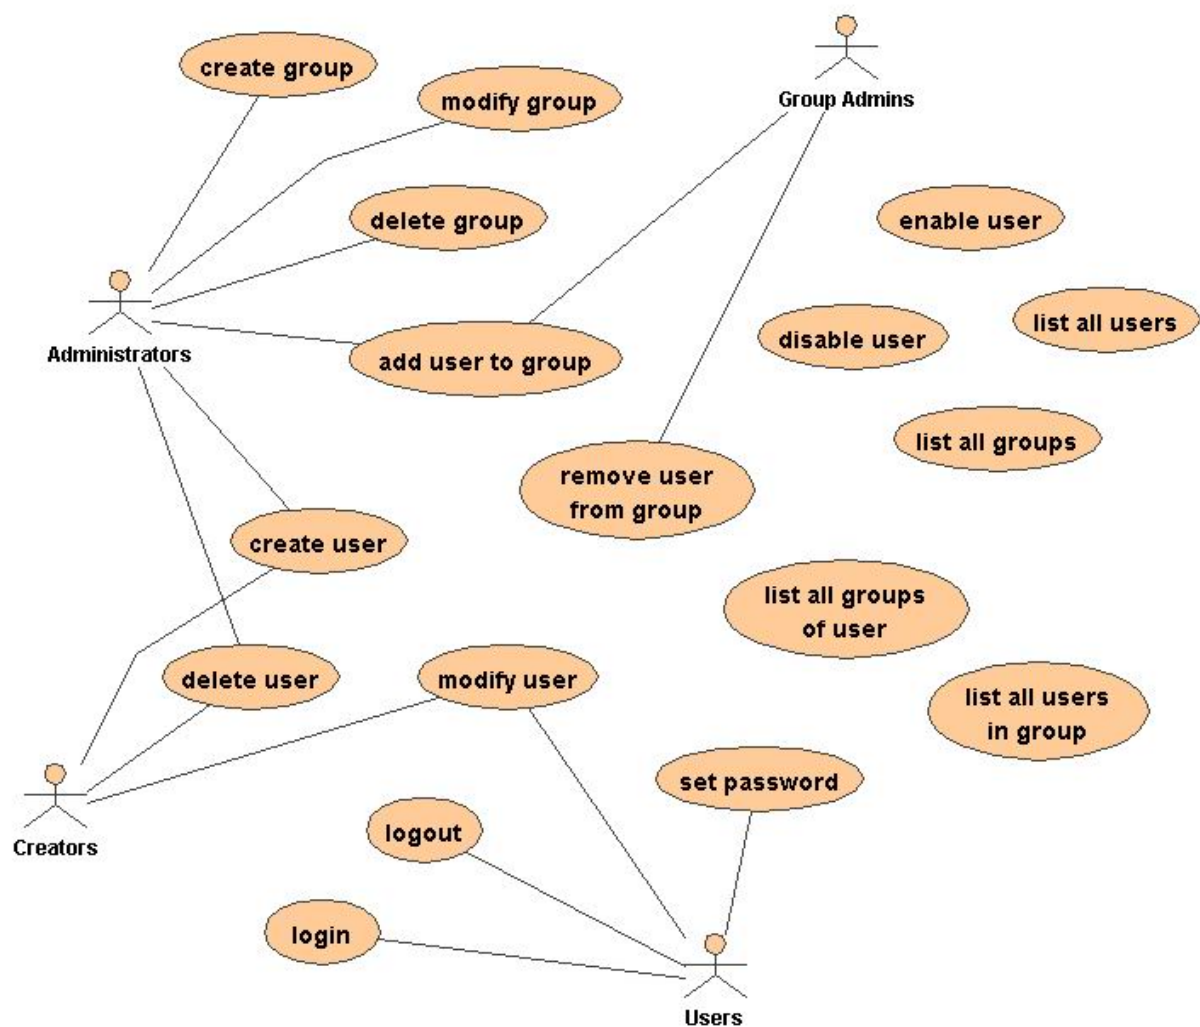 create group
modify group
Group Admins
delete group
enable user
list all users
disable user
Administrators
add user to group
list all groups
remove user
from group
create user
list all groups
of user
delete user
modify user
list all users
in group
set password
logout
Creators
login
Users